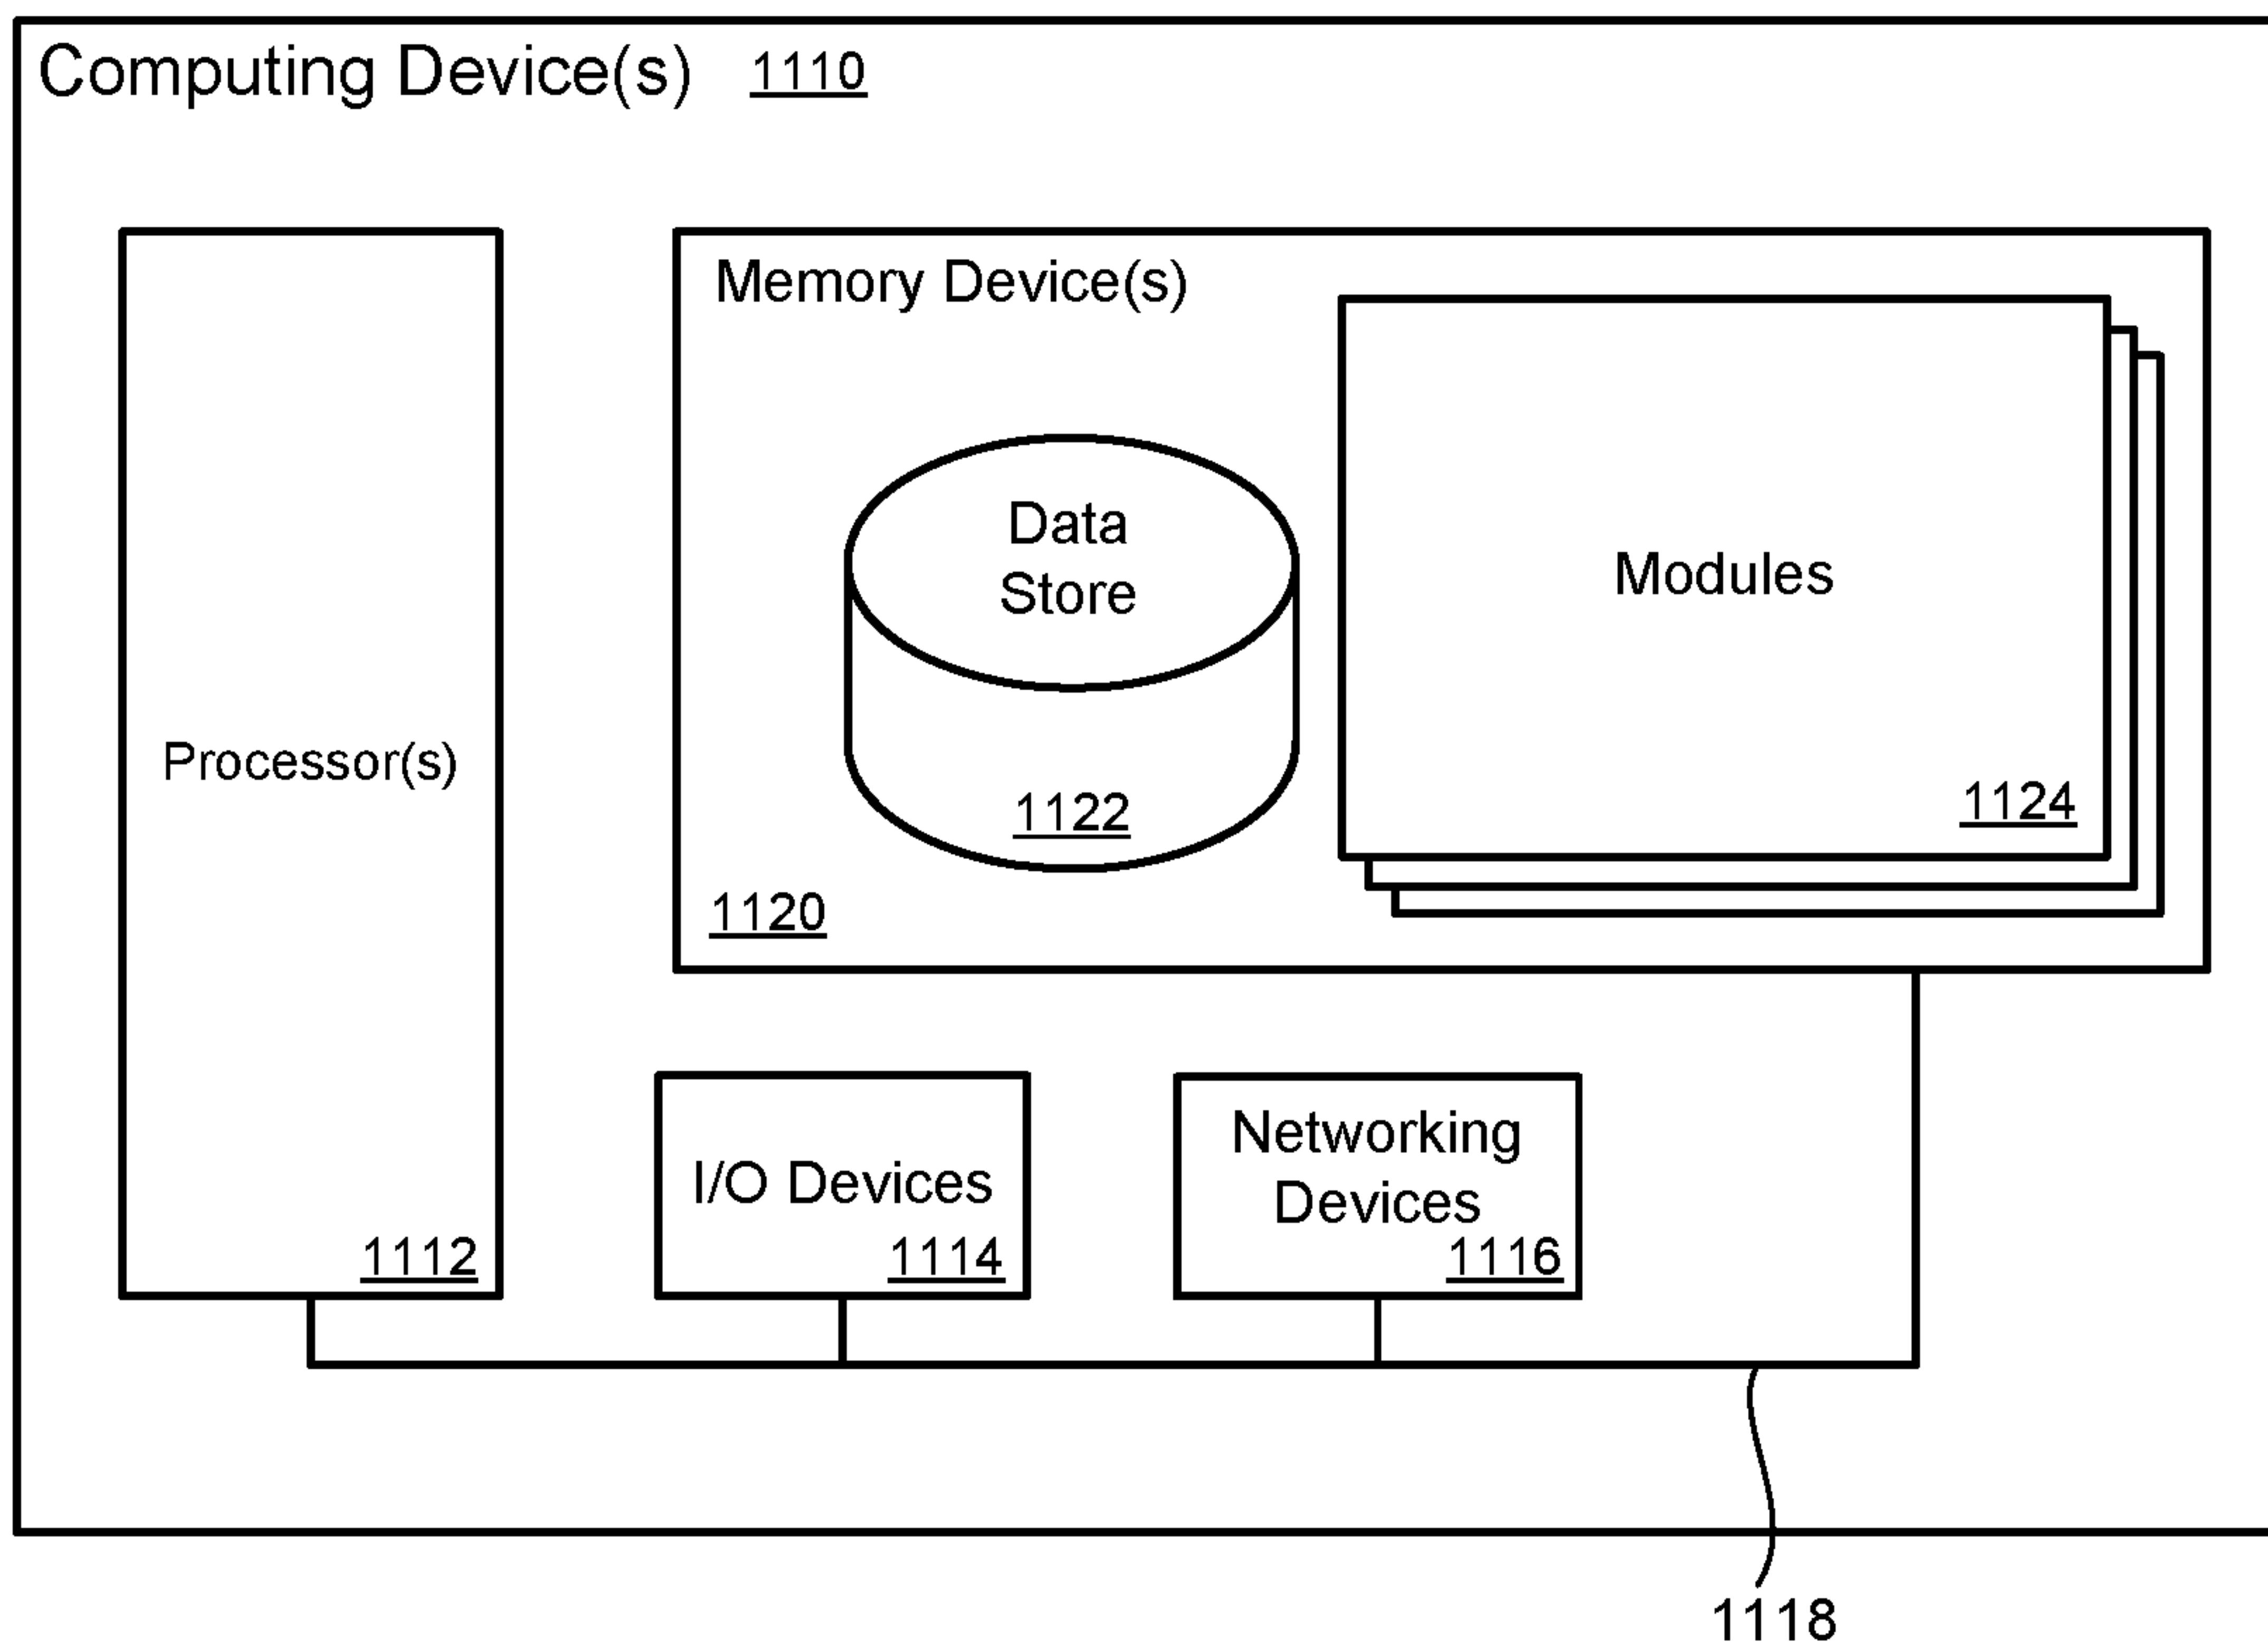 Computing Device(s) 1110
Memory Device(s)
Data
Store
Modules
Processor(s)
1122
1124
1120
I/O Devices
Networking
Devices
1112
1114
1116
1118